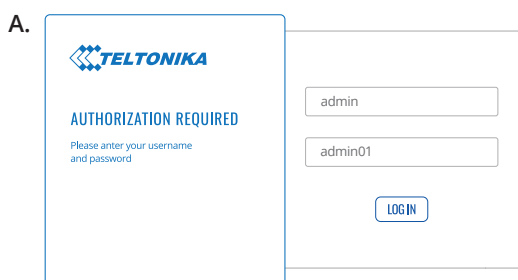 A.
TELTONIKA
AUTHORIZATION REQUIRED
Please anter your username
and password
admin
admin01
LOG IN